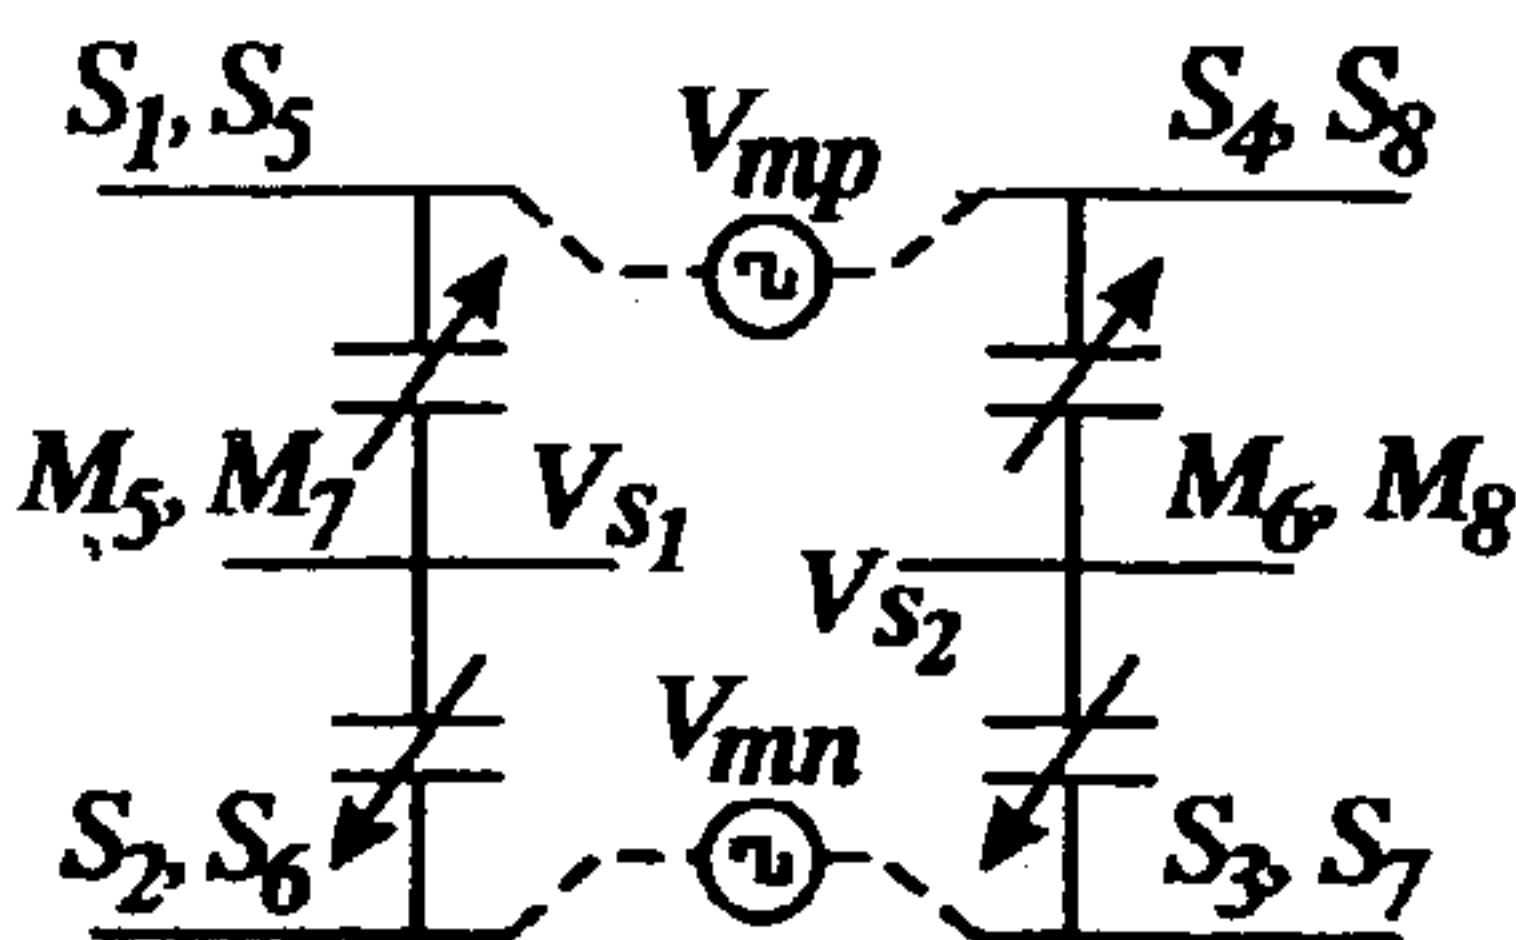 S1, S5
Vmp
S4, S8
M5, M7
VS1
VS2
M6, M8
Vmn
S2, S6
S3, S7